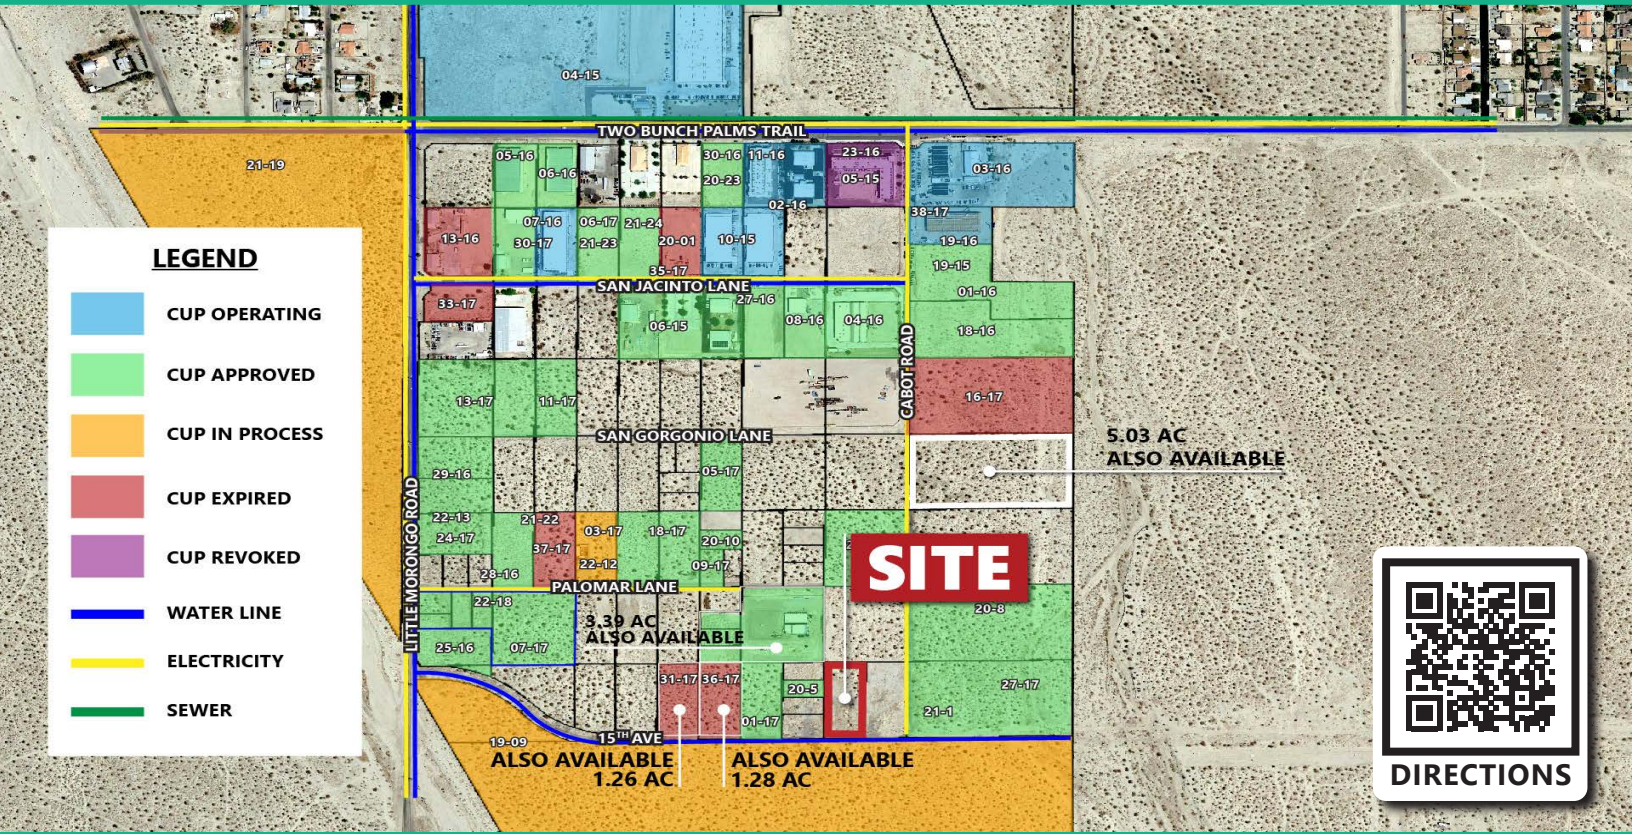 04-15
TWO BUNCH PALMS TRAIL
21-19
05-16
06-16
30-16
20-23
11-16
23-16
05-15
03-16
02-16
38-17
13-16
07-16
30-17
06-17
21-23
21-24
20-01
35-17
10-15
19-16
19-15
SAN JACINTO LANE
33-17
06-15
27-16
08-16
04-16
01-16
18-16
CABOT ROAD
16-17
13-17
11-17
SAN GORGONIO LANE
29-16
05-17
5.03 AC
ALSO AVAILABLE
LITTLE MORONGO ROAD
22-13
24-17
21-22
37-17
03-17
22-12
18-17
20-10
09-17
28-16
SITE
PALOMAR LANE
22-18
25-16
07-17
3.39 AC
ALSO AVAILABLE
20-8
31-17
36-17
01-17
20-5
27-17
21-1
15TH AVE
19-09
ALSO AVAILABLE
1.26 AC
ALSO AVAILABLE
1.28 AC
LEGEND
CUP OPERATING
CUP APPROVED
CUP IN PROCESS
CUP EXPIRED
CUP REVOKED
WATER LINE
ELECTRICITY
SEWER
DIRECTIONS